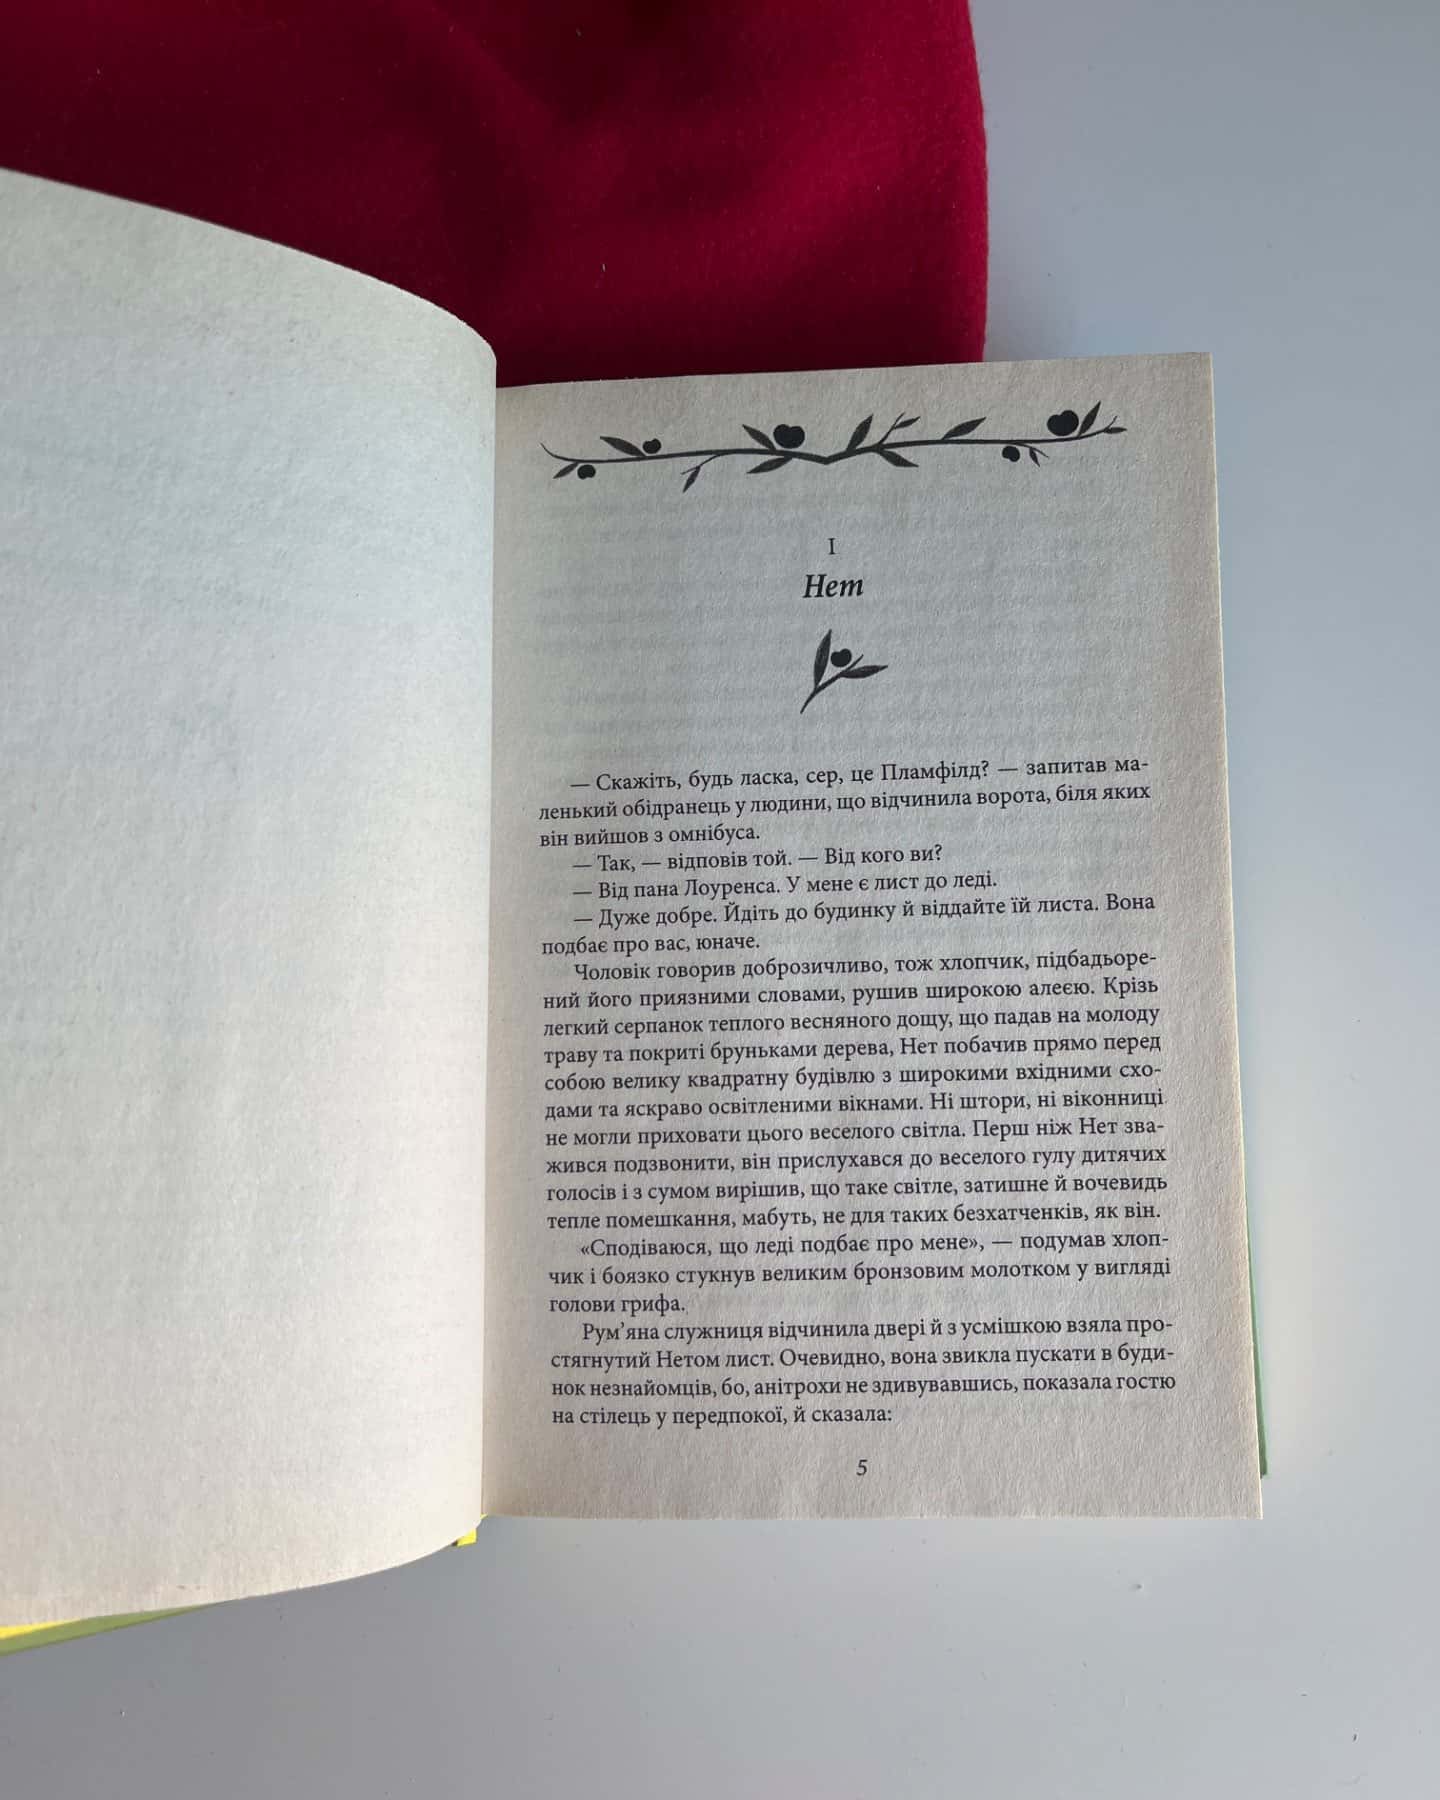 I
Нет
— Скажіть, будь ласка, сер, це Пламфілд? — запитав ма-
ленький обідранець у людини, що відчинила ворота, біля яких
він вийшов з омнібуса.
— Так, — відповів той. — Від кого ви?
— Від пана Лоуренса. У мене є лист до леді.
— Дуже добре. Йдіть до будинку й віддайте їй листа. Вона
подбає про вас, юначе.
Чоловік говорив доброзичливо, тож хлопчик, підбадьоре-
ний його приязними словами, рушив широкою алеєю. Крізь
легкий серпанок теплого весняного дощу, що падав на молоду
траву та покриті бруньками дерева, Нет побачив прямо перед
собою велику квадратну будівлю з широкими вхідними схо-
дами та яскраво освітленими вікнами. Ні штори, ні віконниці
не могли приховати цього веселого світла. Перш ніж Нет зва-
жився подзвонити, він прислухався до веселого гулу дитячих
голосів і з сумом вирішив, що таке світле, затишне й вочевидь
тепле помешкання, мабуть, не для таких безхатченків, як він.
«Сподіваюся, що леді подбає про мене», — подумав хлоп-
чик і боязко стукнув великим бронзовим молотком у вигляді
голови грифа.
Рум’яна служниця відчинила двері й з усмішкою взяла про-
стягнутий Нетом лист. Очевидно, вона звикла пускати в буди-
нок незнайомців, бо, анітрохи не здивувавшись, показала гостю
на стілець у передпокої, й сказала:
5